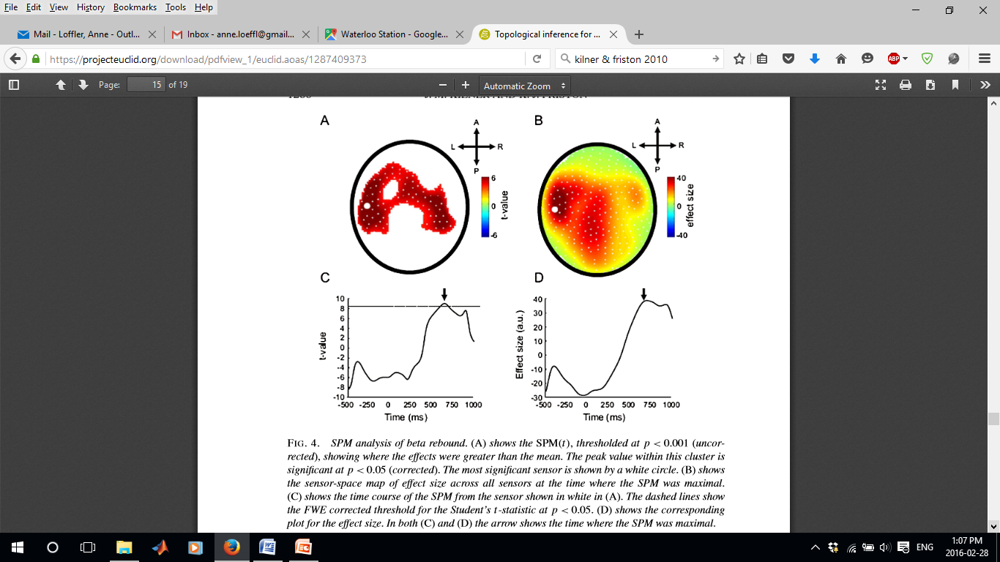 File Edit View History Bookmarks Tools Help
Mail - Loffler, Anne - Outl... Inbox - anne.loeffl@gmail... Waterloo Station - Google... Topological inference for ...
https://projecteuclid.org/download/pdfview_1/euclid.aoas/1287409373 kilner & friston 2010 ABP
Page: 15 of 19 Automatic Zoom
A
A
L R
P
6
0
-6
t-value
B
A
L R
P
40
0
-40
effect size
C
10
8
6
4
2
0
-2
-4
-6
-8
-10
t-value
-500 -250 0 250 500 750 1000
Time (ms)
D
40
30
20
10
0
-10
-20
-30
Effect size (a.u.)
-500 -250 0 250 500 750 1000
Time (ms)
FIG. 4. SPM analysis of beta rebound. (A) shows the SPM(t), thresholded at p < 0.001 (uncor-
rected), showing where the effects were greater than the mean. The peak value within this cluster is
significant at p < 0.05 (corrected). The most significant sensor is shown by a white circle. (B) shows
the sensor-space map of effect size across all sensors at the time where the SPM was maximal.
(C) shows the time course of the SPM from the sensor shown in white in (A). The dashed lines show
the FWE corrected threshold for the Student's t-statistic at p < 0.05. (D) shows the corresponding
plot for the effect size. In both (C) and (D) the arrow shows the time where the SPM was maximal.
ENG
1:07 PM
2016-02-28